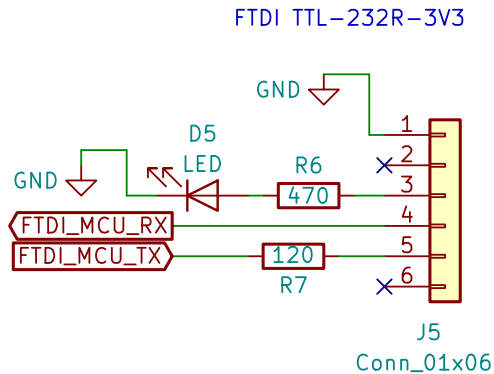 FTDI TTL-232R-3V3
GND
1
D5
2
LED
R6
GND
470
3
FTDI_MCU_RX
4
FTDI_MCU_TX
120
5
R7
6
J5
Conn_01x06